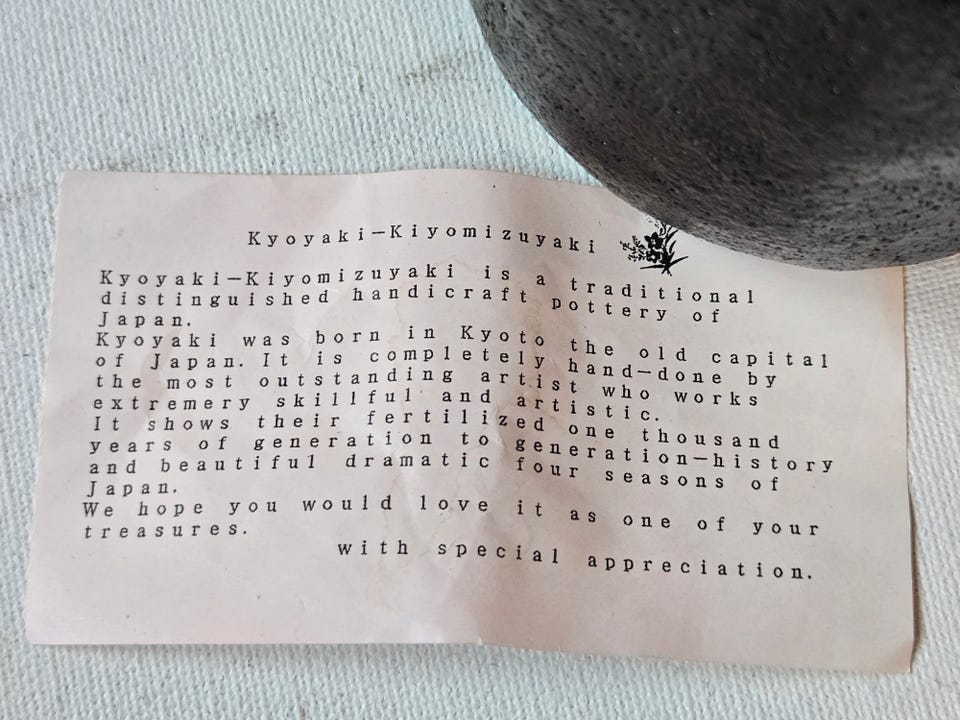 Kyoyaki—Kiyomizuyaki
Kyoyaki—Kiyomizuyaki is a traditional
distinguished handicraft pottery of
Japan.
Kyoyaki was born in Kyoto the old capital
of Japan. It is completely hand—done by
the most outstanding artist who works
extremery skillful and artistic.
It shows their fertilized one thousand
years of generation to generation—history
and beautiful dramatic four seasons of
Japan.
We hope you would love it as one of your
treasures.
with special appreciation.